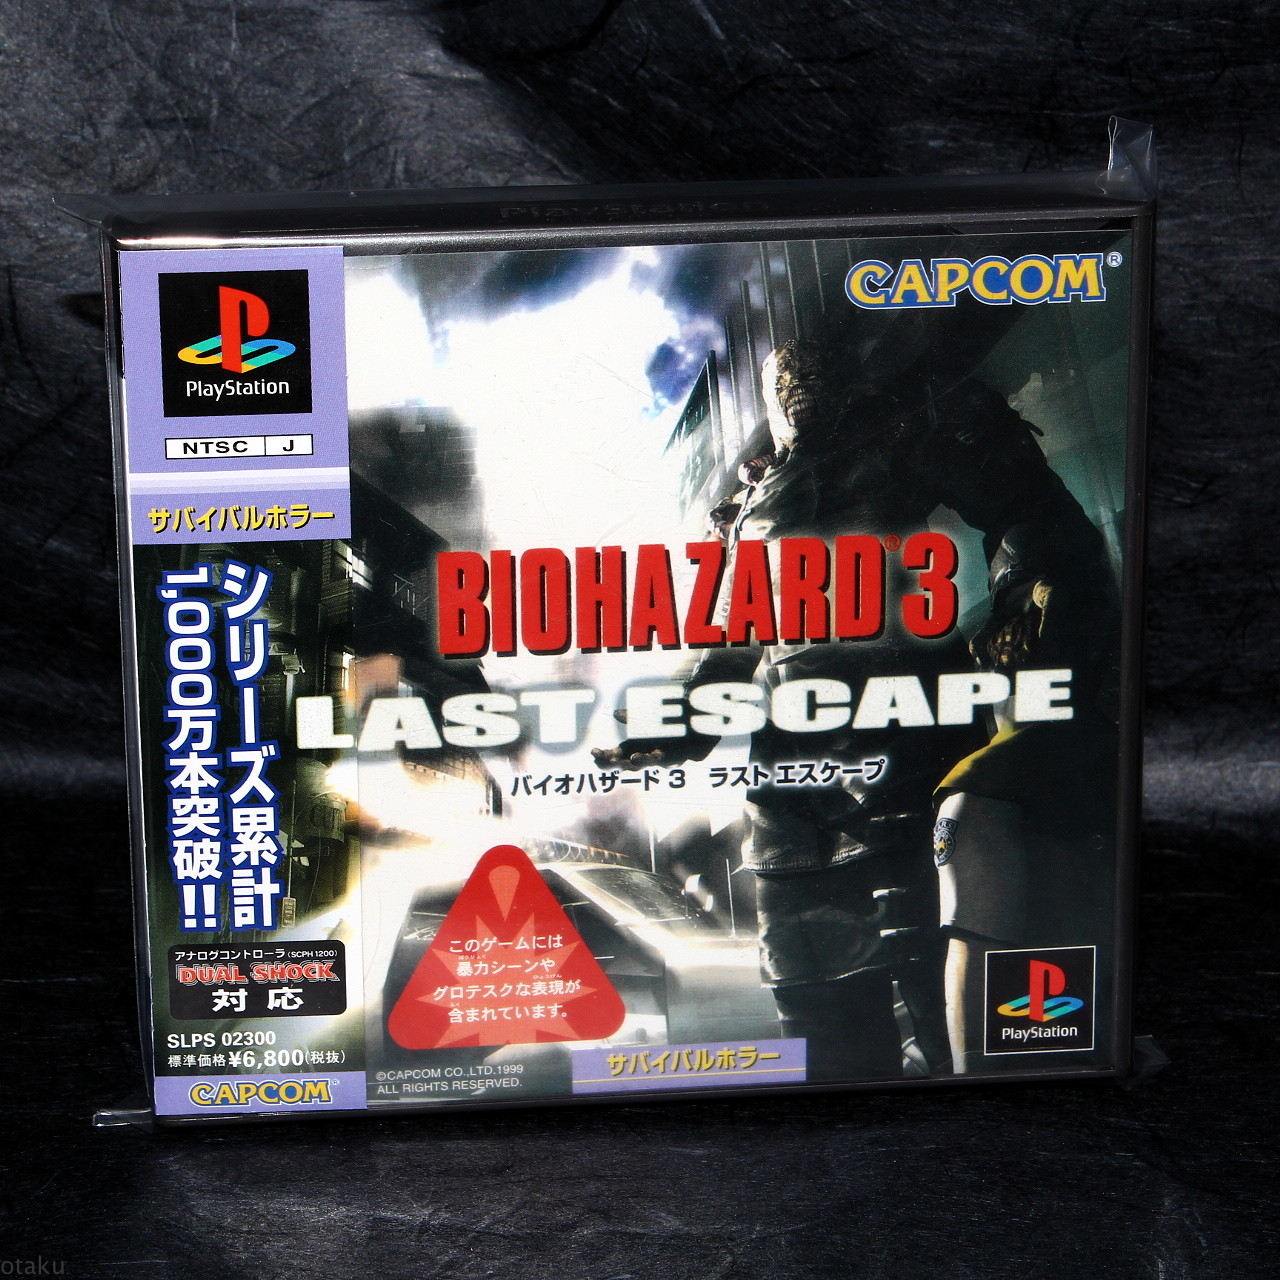 PlayStation
PlayStation
NTSC J
サバイバルホラー
シリーズ累計
1,000万本突破!!
アナログコントローラ(SCPH 1200)
DUAL SHOCK
対応
SLPS 02300
標準価格¥6,800(税抜)
CAPCOM
CAPCOM®
BIOHAZARD® 3
LAST ESCAPE
バイオハザード 3 ラスト エスケープ
このゲームには
暴力シーンや
グロテスクな表現が
含まれています。
©CAPCOM CO.,LTD.1999
ALL RIGHTS RESERVED.
サバイバルホラー
PlayStation
otaku